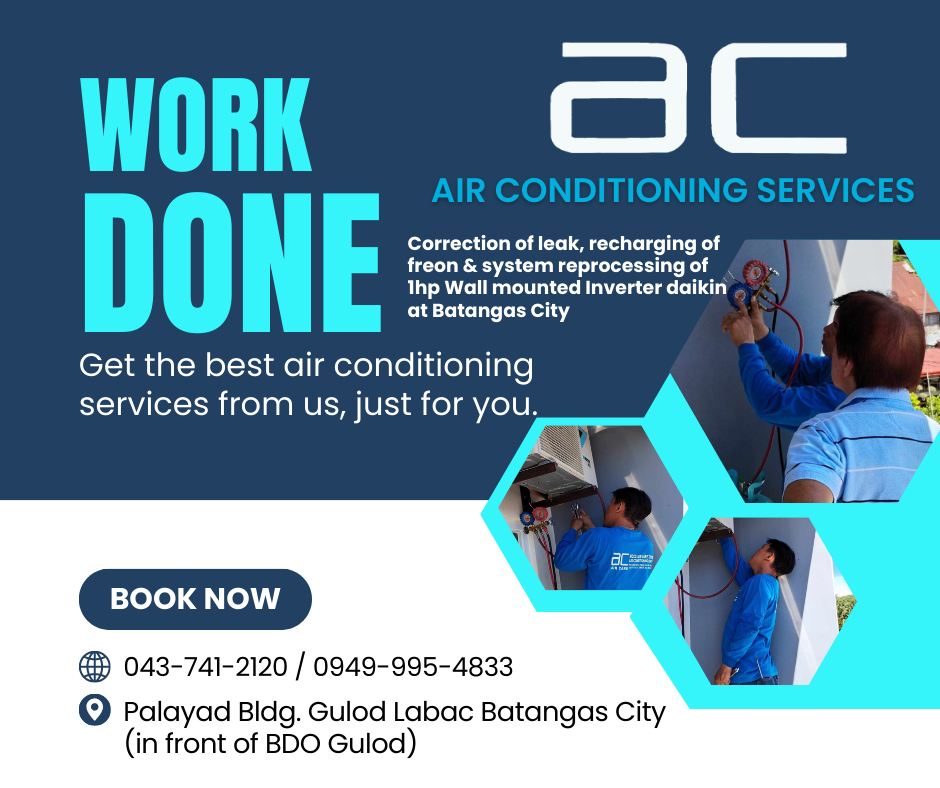 WORK
DONE
ac
AIR CONDITIONING SERVICES
Correction of leak, recharging of
freon & system reprocessing of
1hp Wall mounted Inverter daikin
at Batangas City
Get the best air conditioning
services from us, just for you.
ac
BOOK NOW
043-741-2120 / 0949-995-4833
Palayad Bldg. Gulod Labac Batangas City
(in front of BDO Gulod)